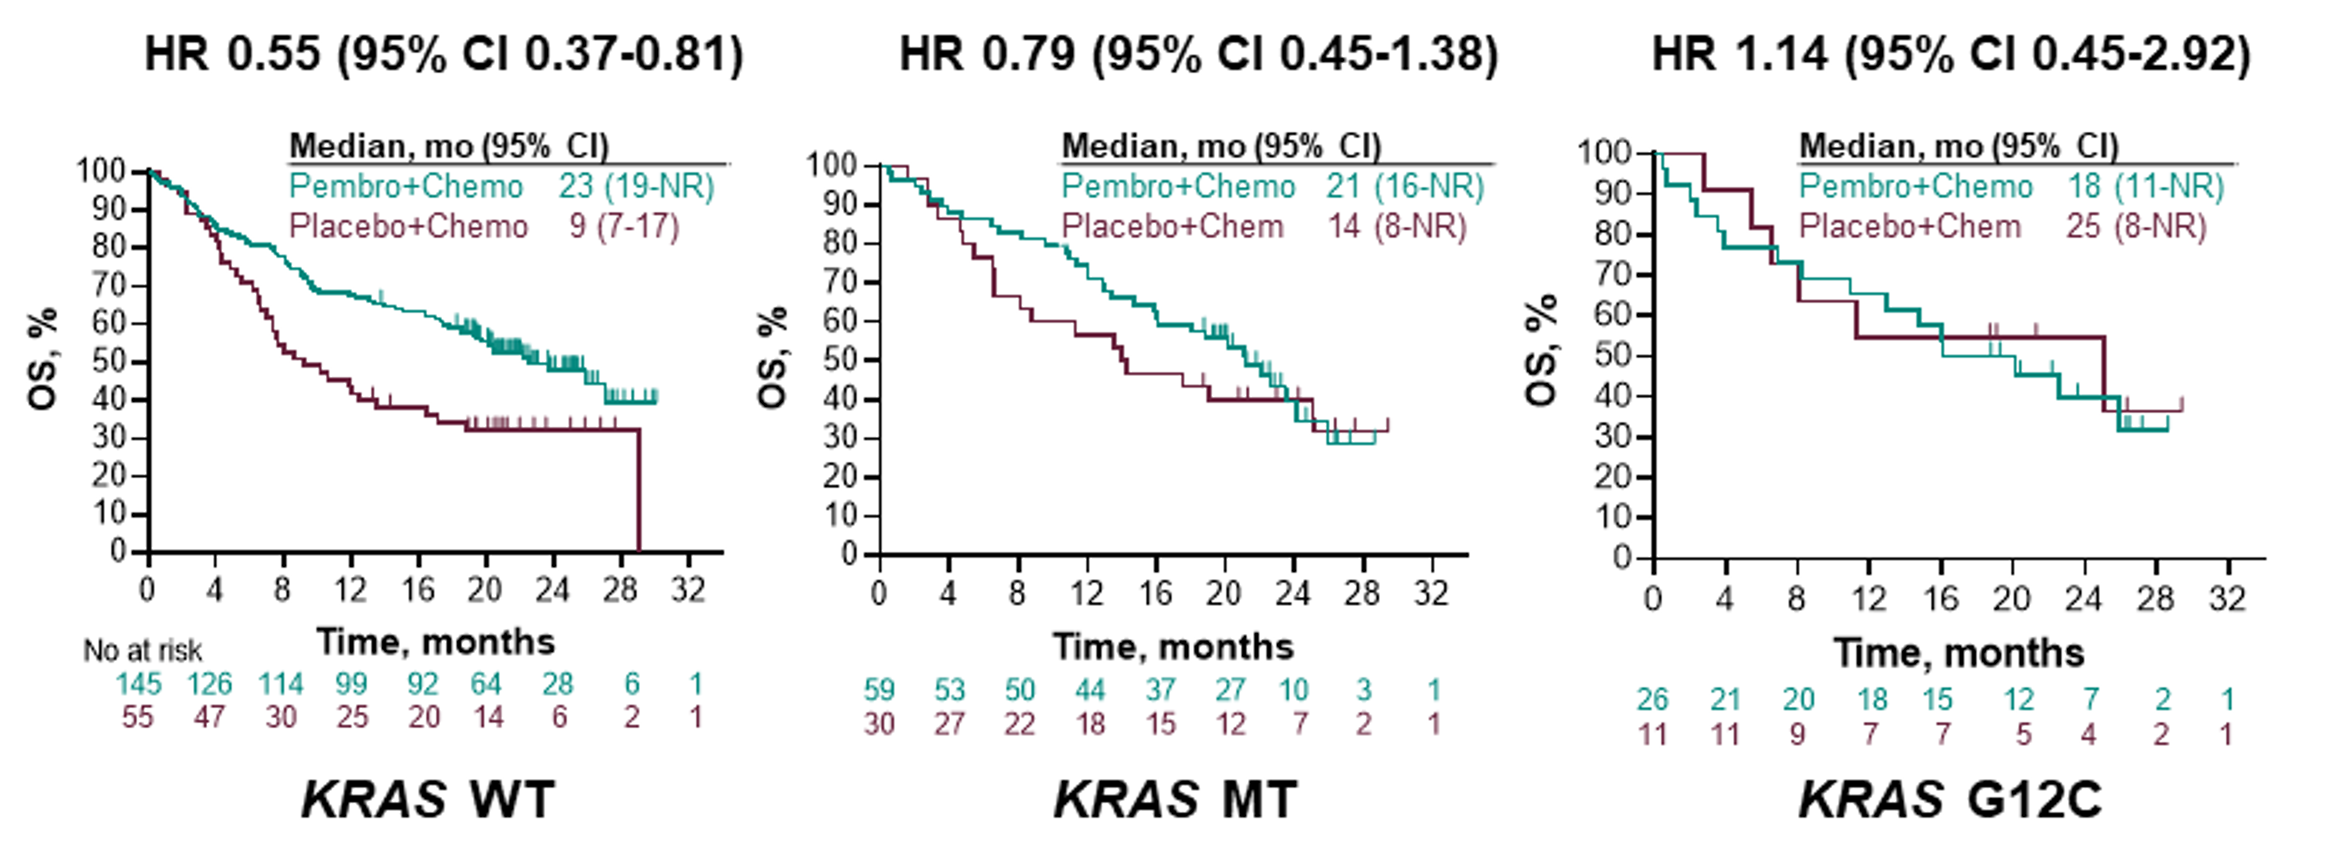 HR 0.55 (95% CI 0.37-0.81)
Median, mo (95% CI)
Pembro+Chemo 23 (19-NR)
Placebo+Chemo 9 (7-17)
OS, %
100
90
80
70
60
50
40
30
20
10
0
0 4 8 12 16 20 24 28 32
Time, months
No at risk
145 126 114 99 92 64 28 6 1
55 47 30 25 20 14 6 2 1
KRAS WT
HR 0.79 (95% CI 0.45-1.38)
Median, mo (95% CI)
Pembro+Chemo 21 (16-NR)
Placebo+Chem 14 (8-NR)
OS, %
100
90
80
70
60
50
40
30
20
10
0
0 4 8 12 16 20 24 28 32
Time, months
59 53 50 44 37 27 10 3 1
30 27 22 18 15 12 7 2 1
KRAS MT
HR 1.14 (95% CI 0.45-2.92)
Median, mo (95% CI)
Pembro+Chemo 18 (11-NR)
Placebo+Chem 25 (8-NR)
OS, %
100
90
80
70
60
50
40
30
20
10
0
0 4 8 12 16 20 24 28 32
Time, months
26 21 20 18 15 12 7 2 1
11 11 9 7 7 5 4 2 1
KRAS G12C